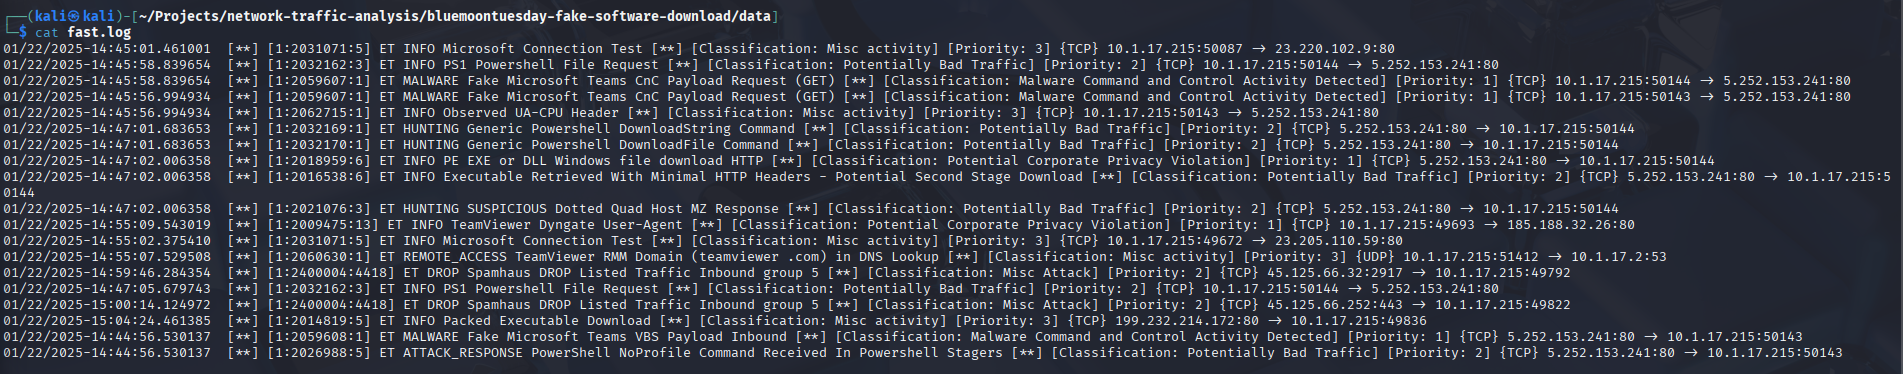 ┌──(kali㉿kali)-[~/Projects/network-traffic-analysis/bluemoontuesday-fake-software-download/data]
└─$ cat fast.log
01/22/2025-14:45:01.461001  [**] [1:2031071:5] ET INFO Microsoft Connection Test [**] [Classification: Misc activity] [Priority: 3] {TCP} 10.1.17.215:50087 -> 23.220.102.9:80
01/22/2025-14:45:58.839654  [**] [1:2032162:3] ET INFO PS1 Powershell File Request [**] [Classification: Potentially Bad Traffic] [Priority: 2] {TCP} 10.1.17.215:50144 -> 5.252.153.241:80
01/22/2025-14:45:58.839654  [**] [1:2059607:1] ET MALWARE Fake Microsoft Teams CnC Payload Request (GET) [**] [Classification: Malware Command and Control Activity Detected] [Priority: 1] {TCP} 10.1.17.215:50144 -> 5.252.153.241:80
01/22/2025-14:45:56.994934  [**] [1:2059607:1] ET MALWARE Fake Microsoft Teams CnC Payload Request (GET) [**] [Classification: Malware Command and Control Activity Detected] [Priority: 1] {TCP} 10.1.17.215:50143 -> 5.252.153.241:80
01/22/2025-14:45:56.994934  [**] [1:2062715:1] ET INFO Observed UA-CPU Header [**] [Classification: Misc activity] [Priority: 3] {TCP} 10.1.17.215:50143 -> 5.252.153.241:80
01/22/2025-14:47:01.683653  [**] [1:2032169:1] ET HUNTING Generic Powershell DownloadString Command [**] [Classification: Potentially Bad Traffic] [Priority: 2] {TCP} 5.252.153.241:80 -> 10.1.17.215:50144
01/22/2025-14:47:01.683653  [**] [1:2032170:1] ET HUNTING Generic Powershell DownloadFile Command [**] [Classification: Potentially Bad Traffic] [Priority: 2] {TCP} 5.252.153.241:80 -> 10.1.17.215:50144
01/22/2025-14:47:02.006358  [**] [1:2018959:6] ET INFO PE EXE or DLL Windows file download HTTP [**] [Classification: Potential Corporate Privacy Violation] [Priority: 1] {TCP} 5.252.153.241:80 -> 10.1.17.215:50144
01/22/2025-14:47:02.006358  [**] [1:2016538:6] ET INFO Executable Retrieved With Minimal HTTP Headers - Potential Second Stage Download [**] [Classification: Potentially Bad Traffic] [Priority: 2] {TCP} 5.252.153.241:80 -> 10.1.17.215:5
0144
01/22/2025-14:47:02.006358  [**] [1:2021076:3] ET HUNTING SUSPICIOUS Dotted Quad Host MZ Response [**] [Classification: Potentially Bad Traffic] [Priority: 2] {TCP} 5.252.153.241:80 -> 10.1.17.215:50144
01/22/2025-14:55:09.543019  [**] [1:2009475:13] ET INFO TeamViewer Dyngate User-Agent [**] [Classification: Potential Corporate Privacy Violation] [Priority: 1] {TCP} 10.1.17.215:49693 -> 185.188.32.26:80
01/22/2025-14:55:02.375410  [**] [1:2031071:5] ET INFO Microsoft Connection Test [**] [Classification: Misc activity] [Priority: 3] {TCP} 10.1.17.215:49672 -> 23.205.110.59:80
01/22/2025-14:55:07.529508  [**] [1:2060630:1] ET REMOTE_ACCESS TeamViewer RMM Domain (teamviewer .com) in DNS Lookup [**] [Classification: Misc activity] [Priority: 3] {UDP} 10.1.17.215:51412 -> 10.1.17.2:53
01/22/2025-14:59:46.284354  [**] [1:2400004:4418] ET DROP Spamhaus DROP Listed Traffic Inbound group 5 [**] [Classification: Misc Attack] [Priority: 2] {TCP} 45.125.66.32:2917 -> 10.1.17.215:49792
01/22/2025-14:47:05.679743  [**] [1:2032162:3] ET INFO PS1 Powershell File Request [**] [Classification: Potentially Bad Traffic] [Priority: 2] {TCP} 10.1.17.215:50144 -> 5.252.153.241:80
01/22/2025-15:00:14.124972  [**] [1:2400004:4418] ET DROP Spamhaus DROP Listed Traffic Inbound group 5 [**] [Classification: Misc Attack] [Priority: 2] {TCP} 45.125.66.252:443 -> 10.1.17.215:49822
01/22/2025-15:04:24.461385  [**] [1:2014819:5] ET INFO Packed Executable Download [**] [Classification: Misc activity] [Priority: 3] {TCP} 199.232.214.172:80 -> 10.1.17.215:49836
01/22/2025-14:44:56.530137  [**] [1:2059608:1] ET MALWARE Fake Microsoft Teams VBS Payload Inbound [**] [Classification: Malware Command and Control Activity Detected] [Priority: 1] {TCP} 5.252.153.241:80 -> 10.1.17.215:50143
01/22/2025-14:44:56.530137  [**] [1:2026988:5] ET ATTACK_RESPONSE PowerShell NoProfile Command Received In Powershell Stagers [**] [Classification: Potentially Bad Traffic] [Priority: 2] {TCP} 5.252.153.241:80 -> 10.1.17.215:50143